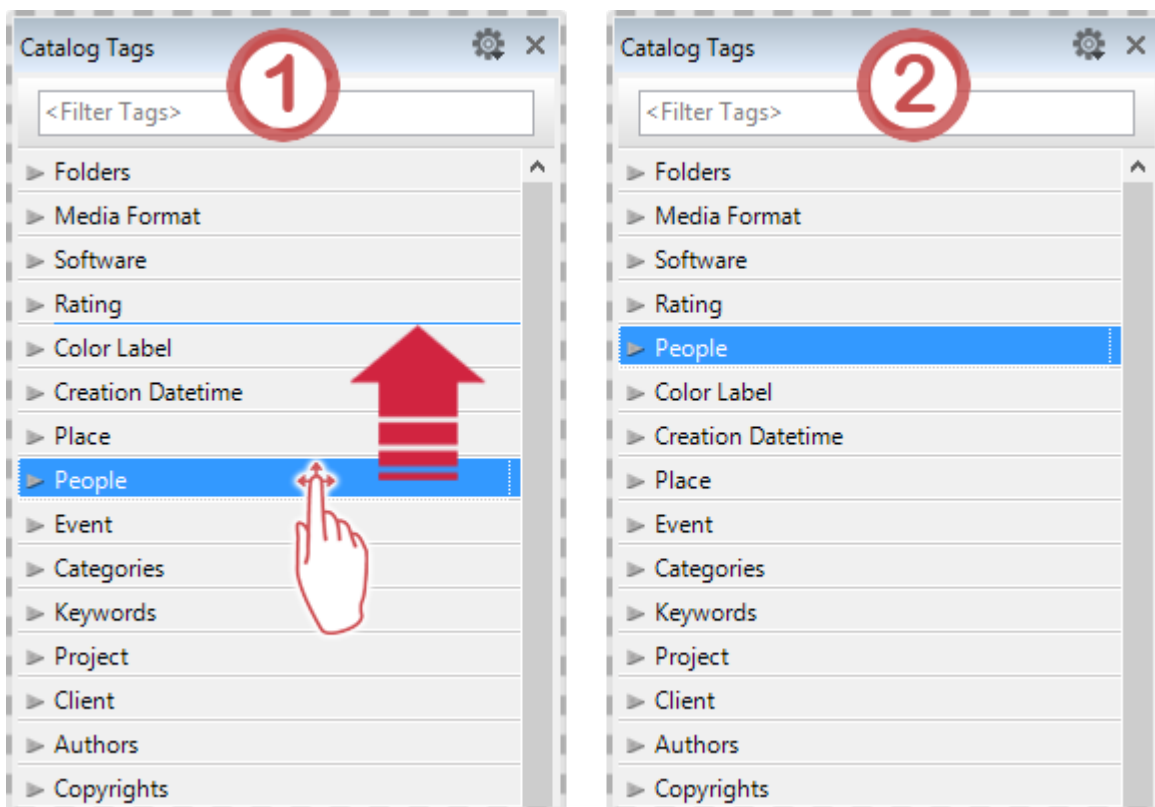 Catalog Tags
1
<Filter Tags>
Folders
Media Format
Software
Rating
Color Label
Creation Datetime
Place
People
Event
Categories
Keywords
Project
Client
Authors
Copyrights
Catalog Tags
2
<Filter Tags>
Folders
Media Format
Software
Rating
People
Color Label
Creation Datetime
Place
Event
Categories
Keywords
Project
Client
Authors
Copyrights